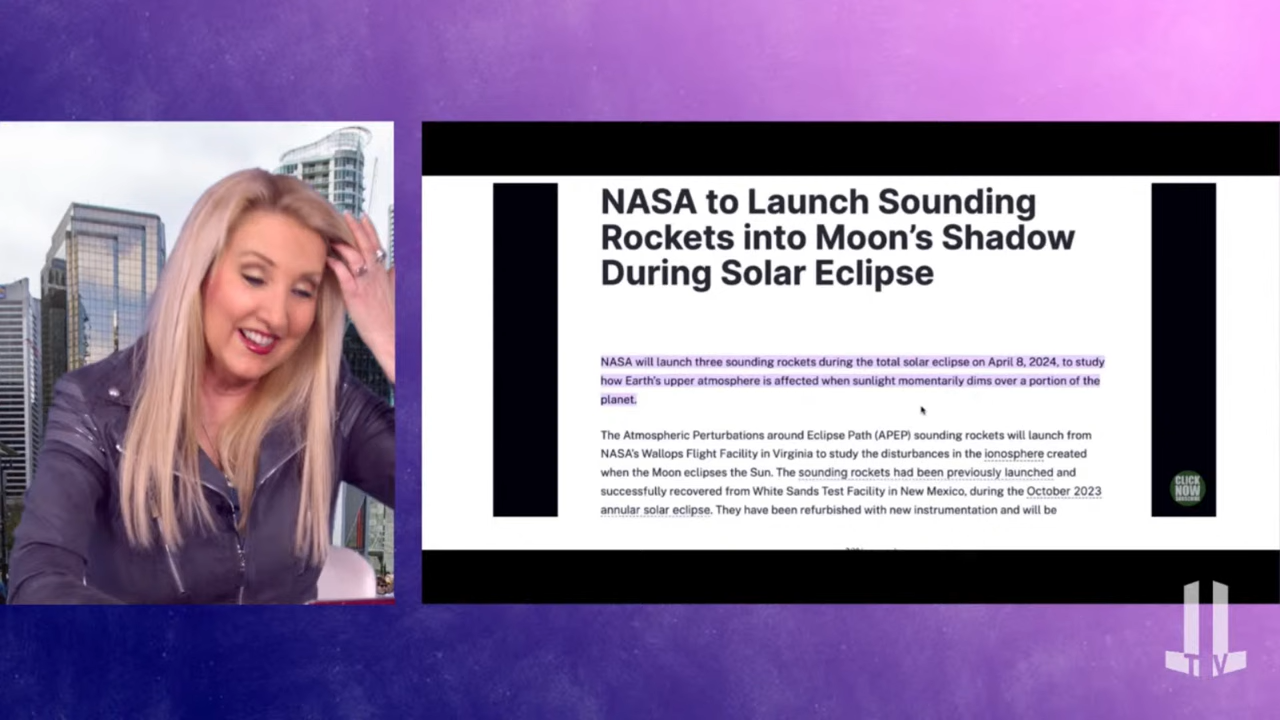 NASA to Launch Sounding
Rockets into Moon’s Shadow
During Solar Eclipse
NASA will launch three sounding rockets during the total solar eclipse on April 8, 2024, to study
how Earth’s upper atmosphere is affected when sunlight momentarily dims over a portion of the
planet.
The Atmospheric Perturbations around Eclipse Path (APEP) sounding rockets will launch from
NASA’s Wallops Flight Facility in Virginia to study the disturbances in the ionosphere created
when the Moon eclipses the Sun. The sounding rockets had been previously launched and
successfully recovered from White Sands Test Facility in New Mexico, during the October 2023
annular solar eclipse. They have been refurbished with new instrumentation and will be
CLICK
NOW
TV